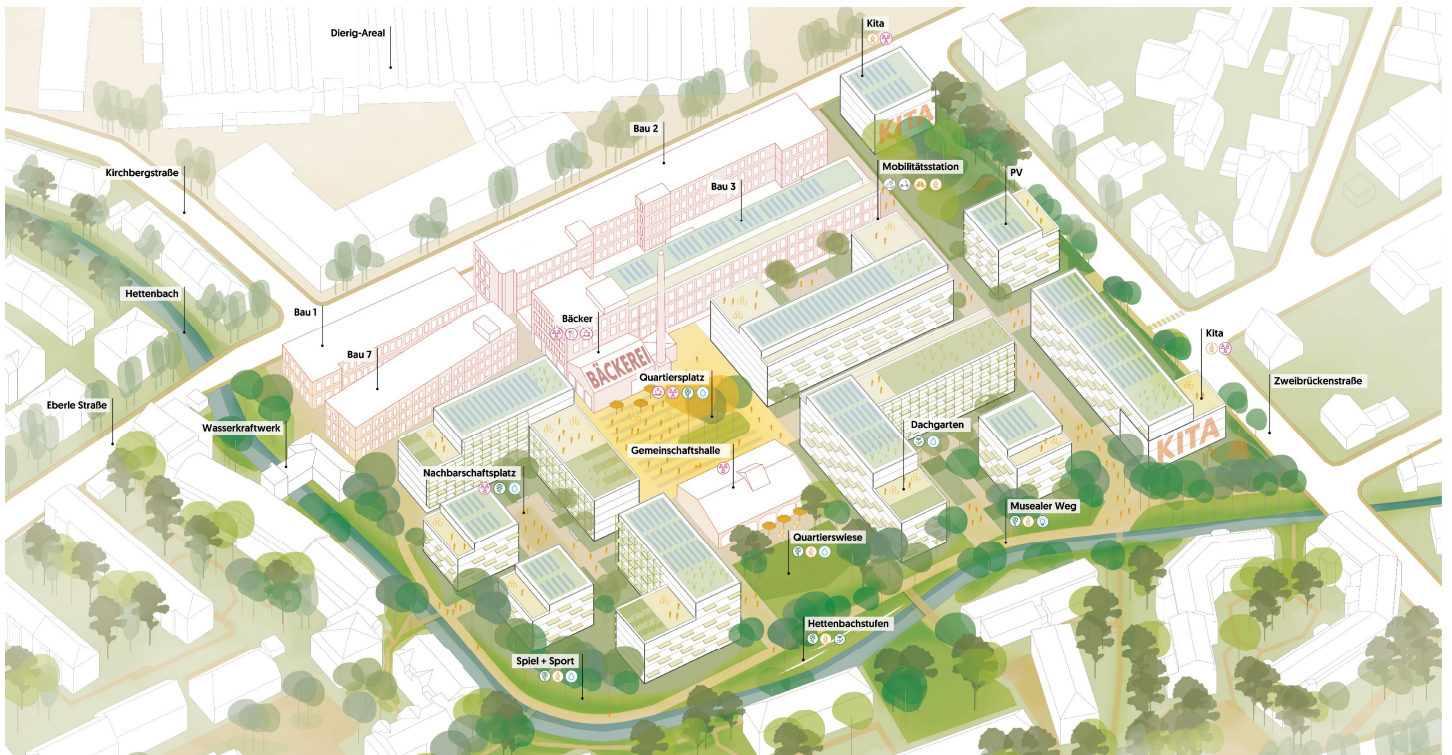 Kita
Dierig-Areal
KITA
Bau 2
Mobilitätsstation
Kirchbergstraße
PV
Bau 3
Hettenbach
Bau 1
Bäcker
Kita
Bau 7
BÄCKEREI
Quartiersplatz
Zweibrückenstraße
Eberle Straße
Wasserkraftwerk
Dachgarten
KITA
Gemeinschaftshalle
Nachbarschaftsplatz
Musealer Weg
Quartierswiese
Hettenbachstufen
Spiel + Sport